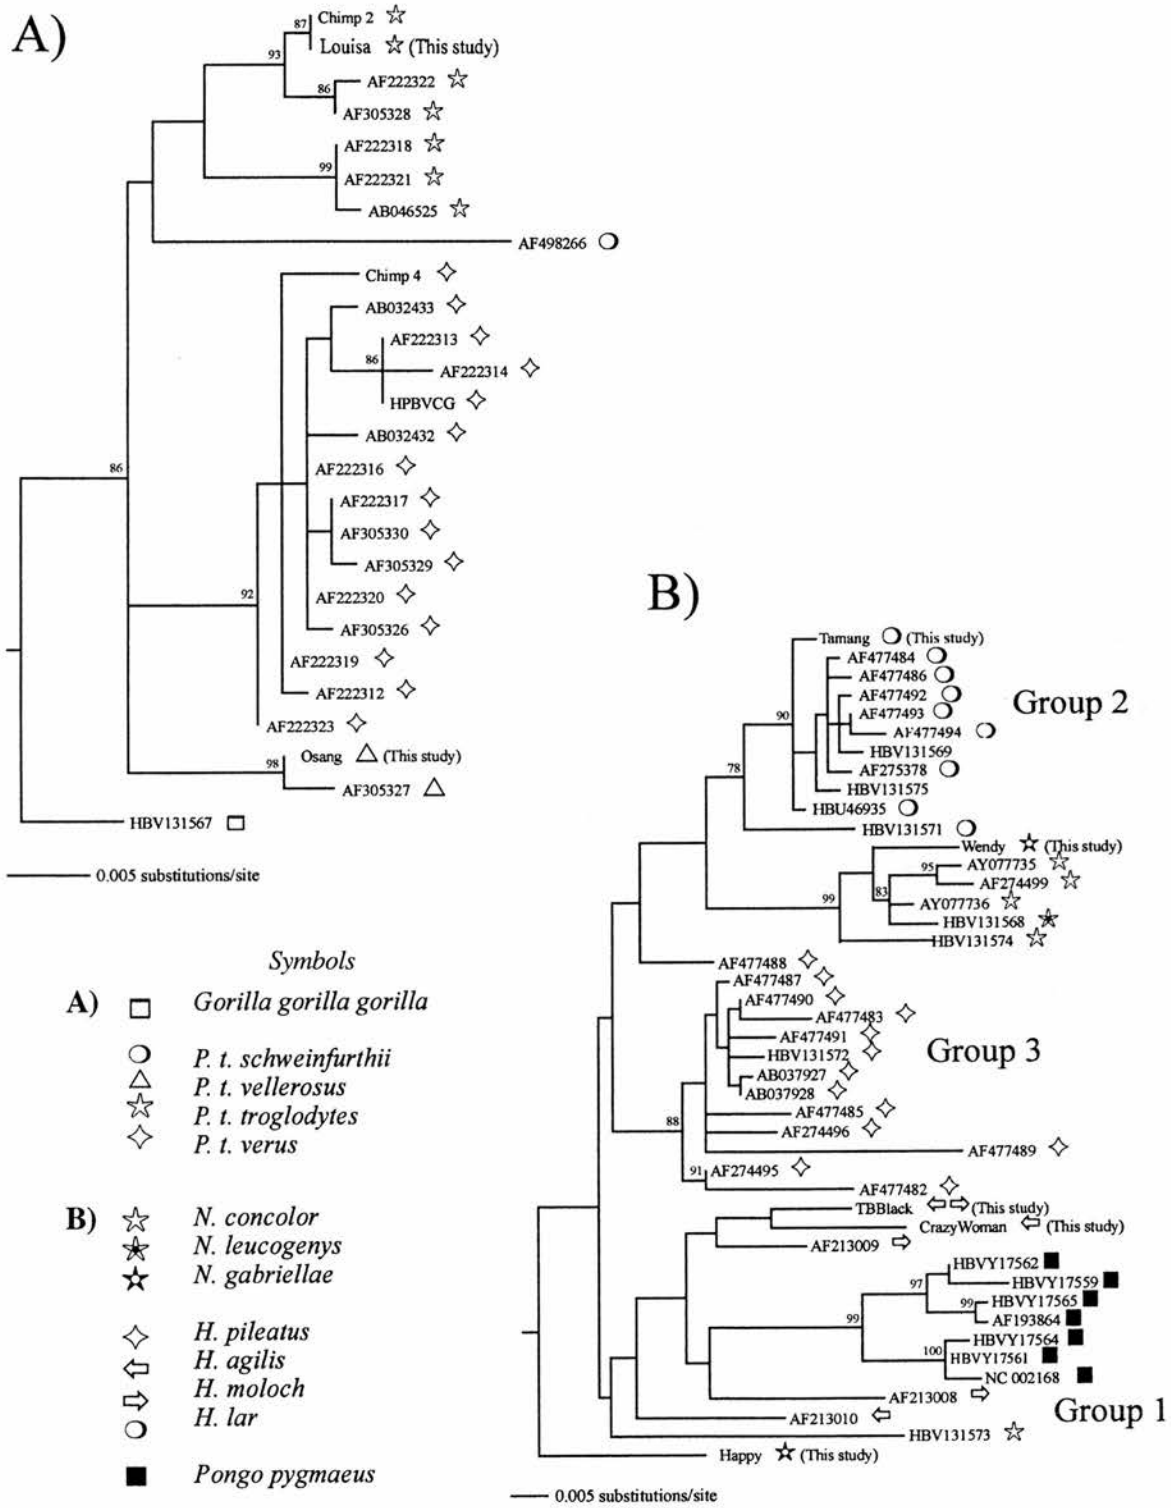 A)
87
Chimp 2
Louisa (This study)
93
86
AF222322
AF305328
AF222318
99
AF222321
AB046525
AF498266
Chimp 4
AB032433
AF222313
86
AF222314
HPBVCG
AB032432
86
AF222316
AF222317
AF305330
AF305329
92
AF222320
AF305326
AF222319
AF222312
AF222323
Osang (This study)
98
AF305327
HBV131567
0.005 substitutions/site
Symbols
A)
Gorilla gorilla gorilla
P. t. schweinfurthii
P. t. vellerosus
P. t. troglodytes
P. t. verus
B)
N. concolor
N. leucogenys
N. gabriellae
H. pileatus
H. agilis
H. moloch
H. lar
Pongo pygmaeus
B)
Tamang (This study)
AF477484
AF477486
AF477492
Group 2
90
AF477493
AF477494
HBV131569
78
AF275378
HBV131575
HBU46935
HBV131571
Wendy (This study)
95
AY077735
AF274499
99
83
AY077736
HBV131568
HBV131574
AF477488
AF477487
AF477490
AF477483
AF477491
Group 3
HBV131572
AB037927
AB037928
AF477485
88
AF274496
AF477489
91
AF274495
AF477482
TBBlack (This study)
CrazyWoman (This study)
AF213009
HBVY17562
97
HBVY17559
99
HBVY17565
AF193864
99
HBVY17564
100
HBVY17561
NC 002168
AF213008
Group 1
AF213010
HBV131573
Happy (This study)
0.005 substitutions/site